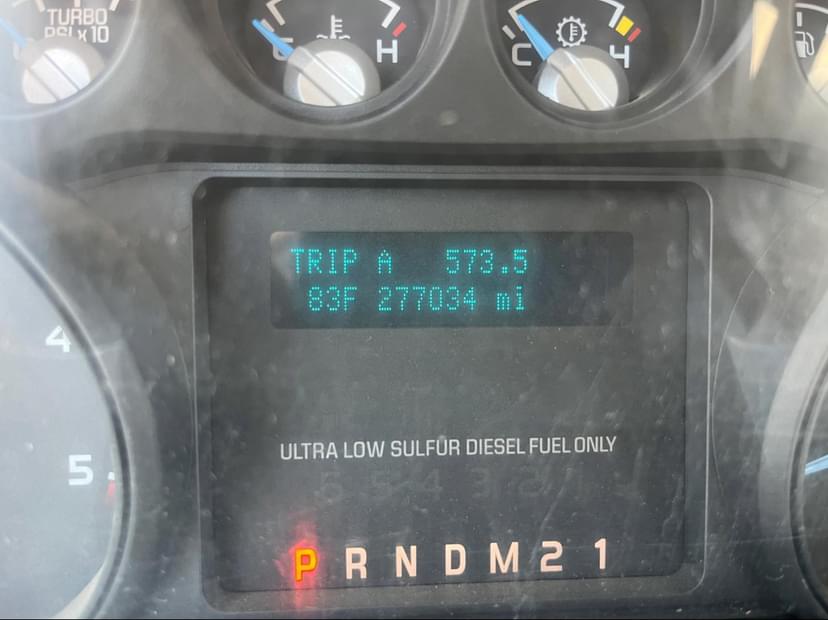 TURBO
PSI x 10
C H
C H
TRIP A 573.5
83F 277034 mi
4
ULTRA LOW SULFUR DIESEL FUEL ONLY
5
P R N D M 2 1